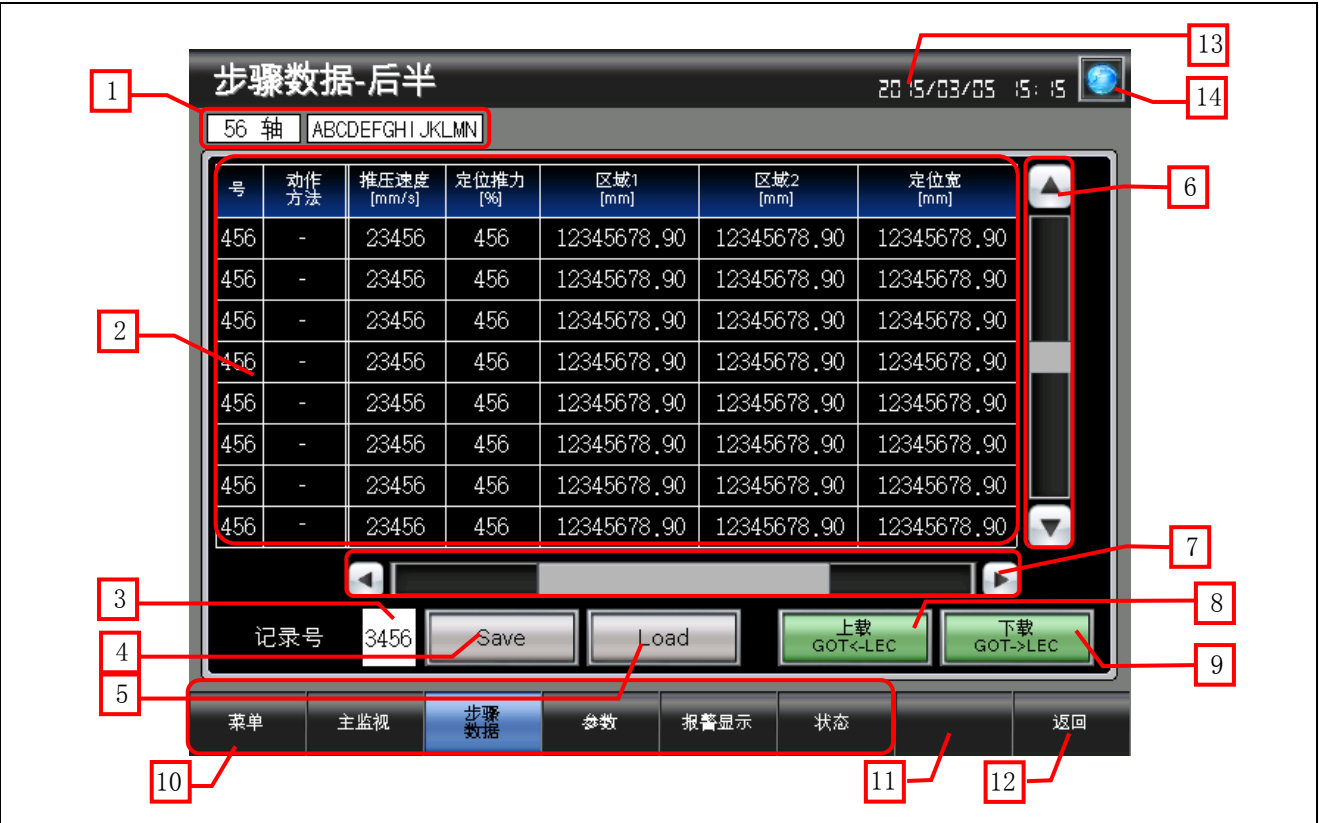 13
步骤数据-后半
2015/03/05 15:15
1
14
56 轴 ABCDEFGHIJKLMN
号 动作方法 推压速度[mm/s] 定位推力[%] 区域1[mm] 区域2[mm] 定位宽[mm]
6
456 - 23456 456 12345678.90 12345678.90 12345678.90
456 - 23456 456 12345678.90 12345678.90 12345678.90
456 - 23456 456 12345678.90 12345678.90 12345678.90
2
456 - 23456 456 12345678.90 12345678.90 12345678.90
456 - 23456 456 12345678.90 12345678.90 12345678.90
456 - 23456 456 12345678.90 12345678.90 12345678.90
456 - 23456 456 12345678.90 12345678.90 12345678.90
456 - 23456 456 12345678.90 12345678.90 12345678.90
7
3
8
记录号 3456 Save Load 上载 GOT<-LEC 下载 GOT->LEC
4
9
5
菜单 主监视 步骤数据 参数 报警显示 状态 返回
10
11
12